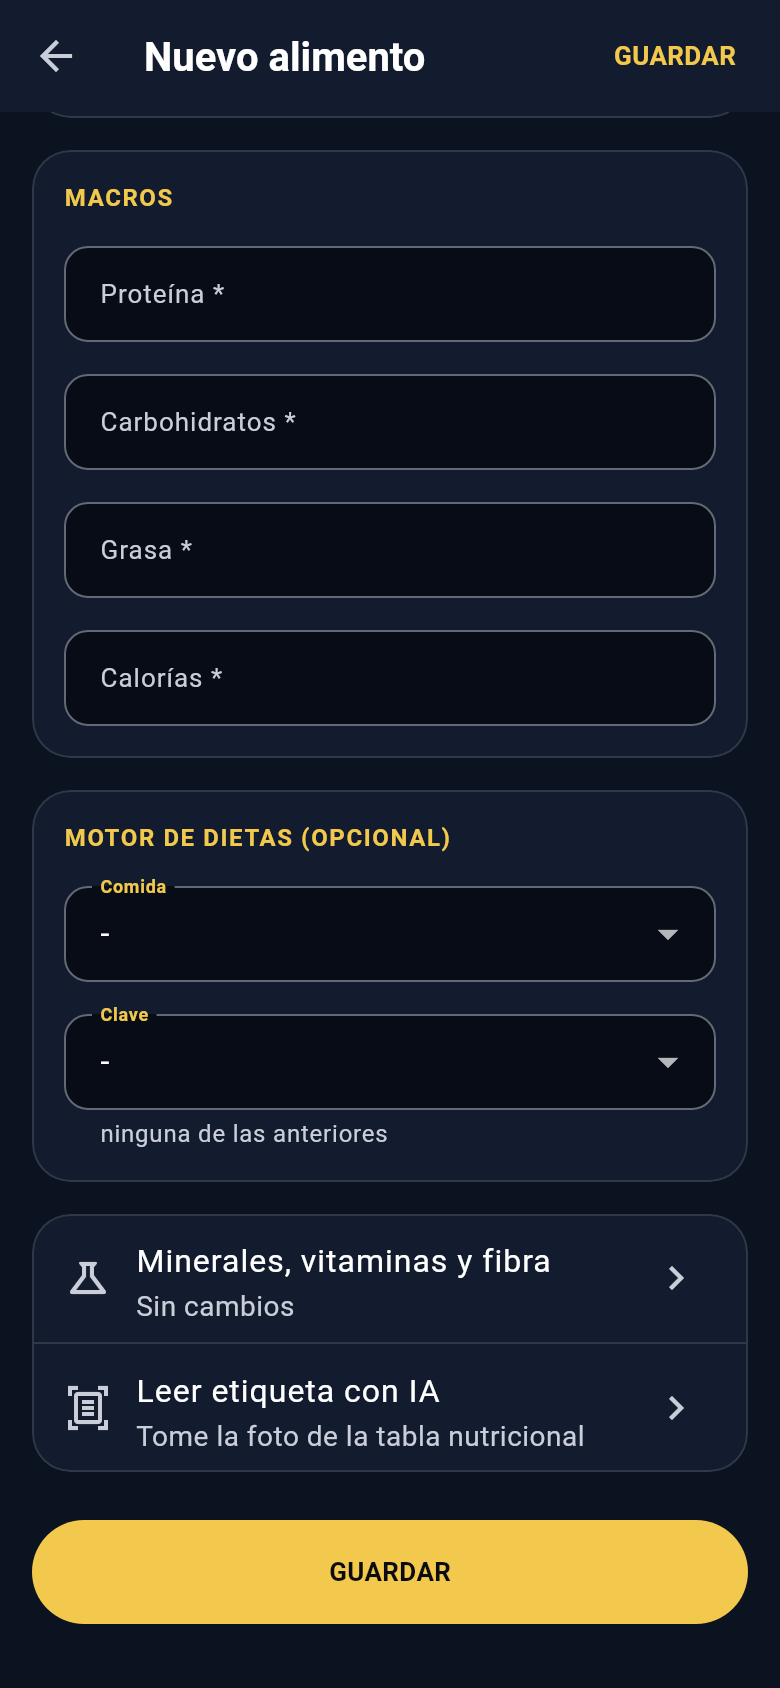 Nuevo alimento
GUARDAR
MACROS
Proteína *
Carbohidratos *
Grasa *
Calorías *
MOTOR DE DIETAS (OPCIONAL)
Comida
-
Clave
-
ninguna de las anteriores
Minerales, vitaminas y fibra
Sin cambios
Leer etiqueta con IA
Tome la foto de la tabla nutricional
GUARDAR